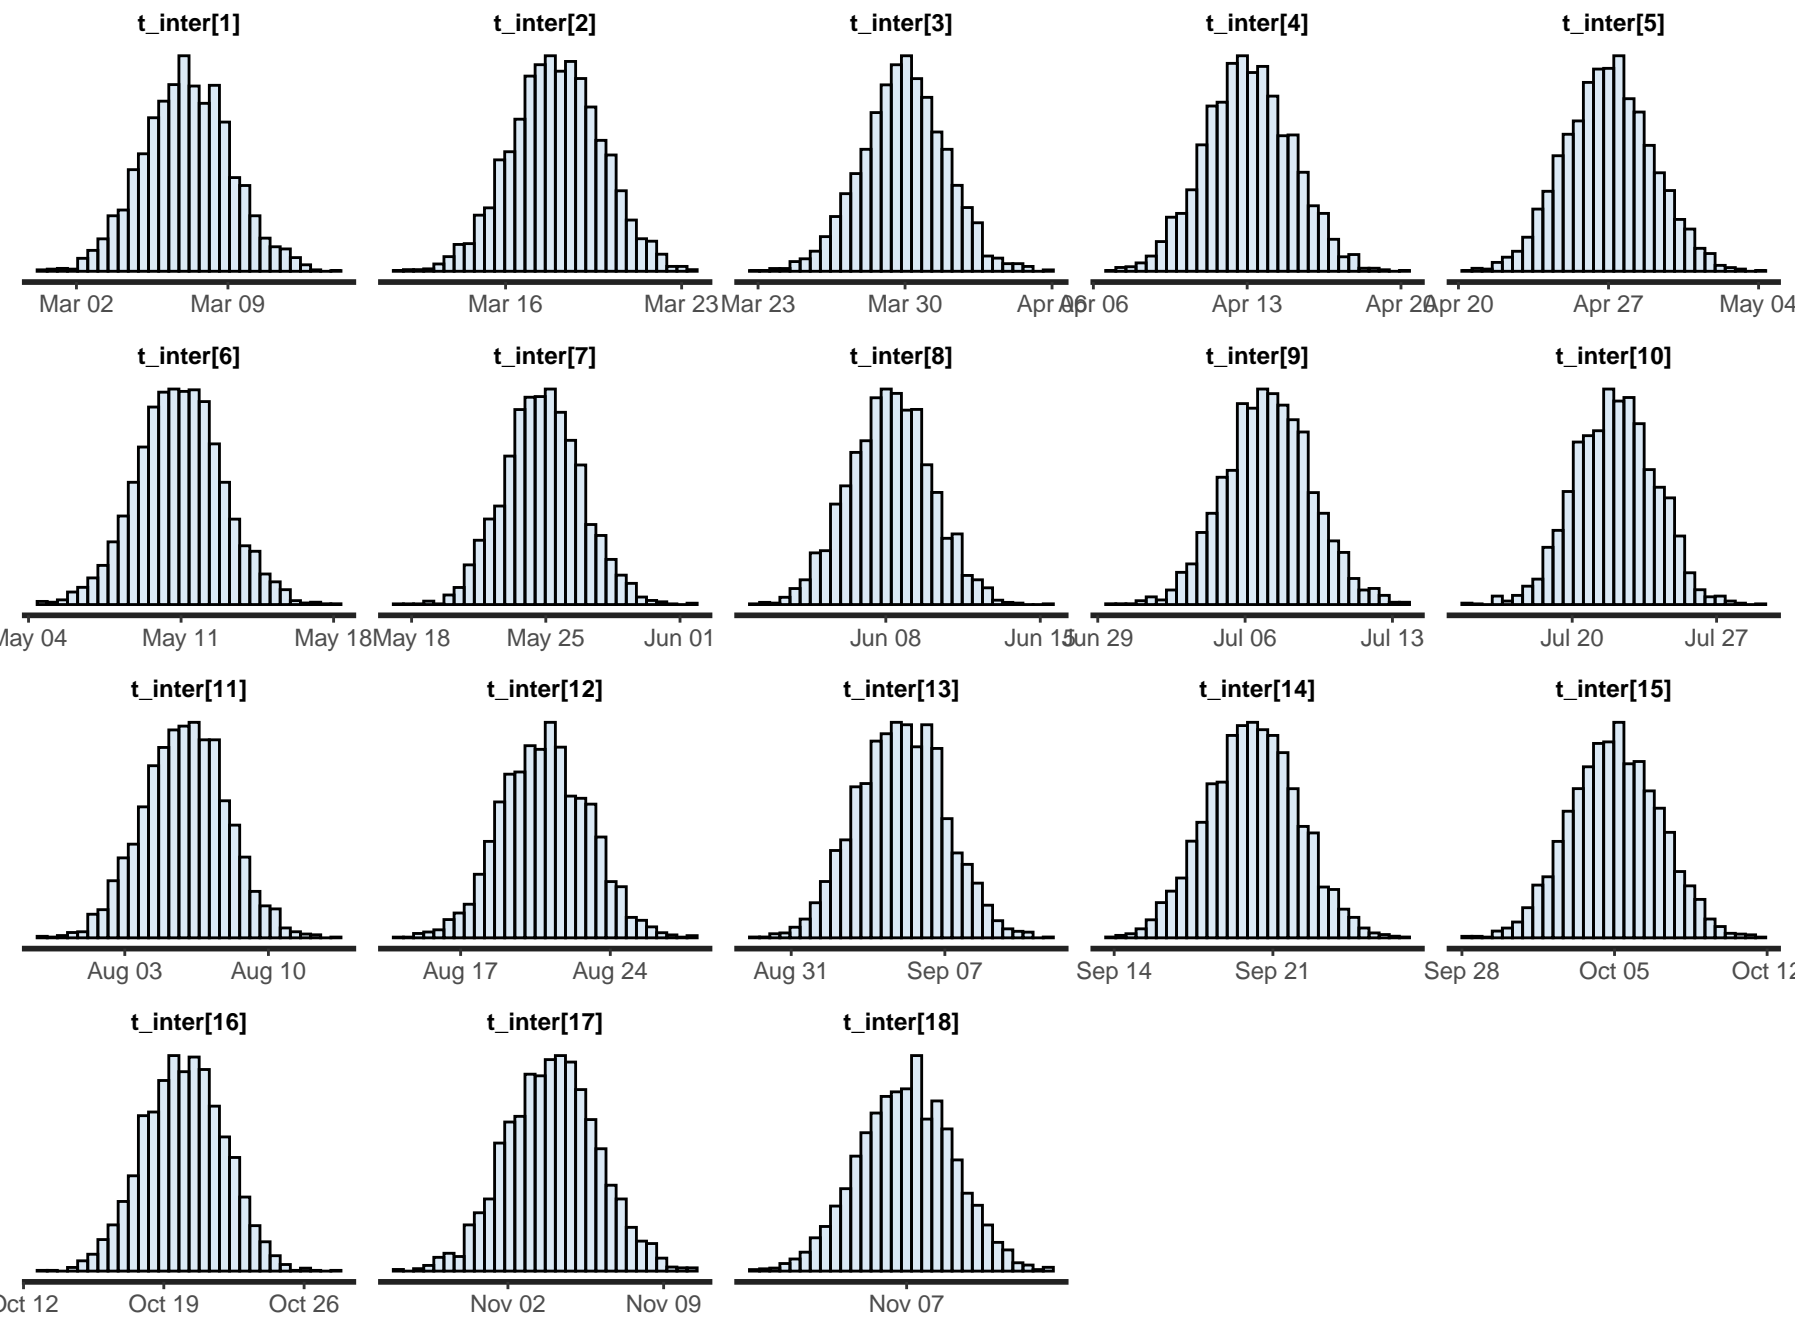 t_inter[1] t_inter[2] t_inter[3] t_inter[4] t_inter[5]
Mar 02 Mar 09 Mar 16 Mar 23 Mar 23 Mar 30 Apr 06 Apr 06 Apr 13 Apr 20 Apr 20 Apr 27 May 04
t_inter[6] t_inter[7] t_inter[8] t_inter[9] t_inter[10]
May 04 May 11 May 18 May 18 May 25 Jun 01 Jun 08 Jun 15 Jun 29 Jul 06 Jul 13 Jul 20 Jul 27
t_inter[11] t_inter[12] t_inter[13] t_inter[14] t_inter[15]
Aug 03 Aug 10 Aug 17 Aug 24 Aug 31 Sep 07 Sep 14 Sep 21 Sep 28 Oct 05 Oct 12
t_inter[16] t_inter[17] t_inter[18]
Oct 12 Oct 19 Oct 26 Nov 02 Nov 09 Nov 07